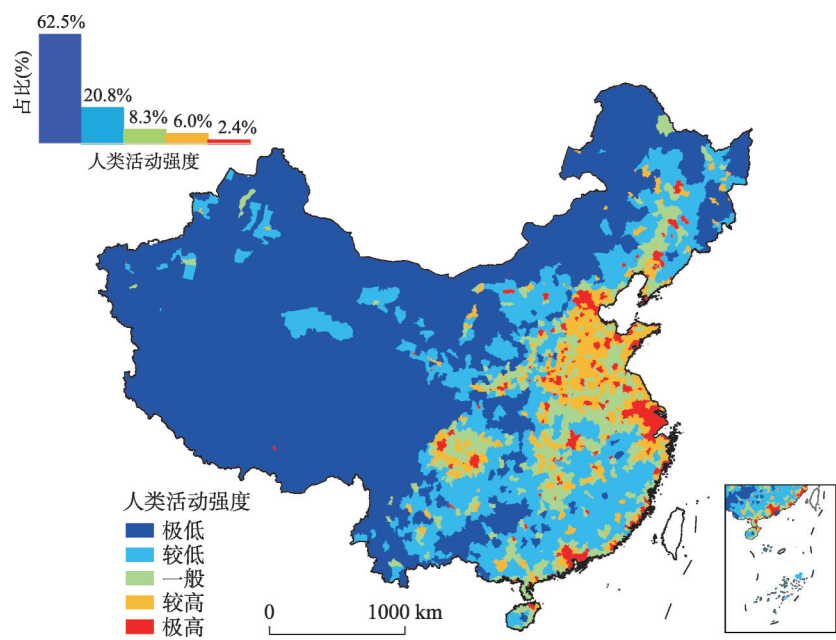 62.5%
20.8%
8.3%
6.0%
2.4%
占比(%)
人类活动强度
人类活动强度
极低
较低
一般
较高
极高
0 1000 km